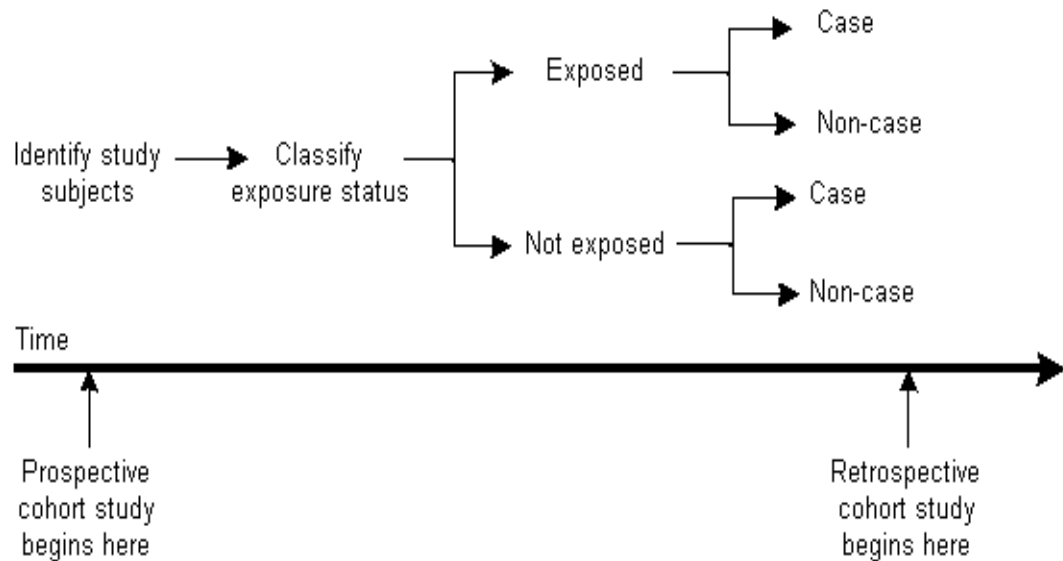 Case
Exposed
Non-case
Identify study
subjects
Classify
exposure status
Case
Not exposed
Non-case
Time
Prospective
cohort study
begins here
Retrospective
cohort study
begins here